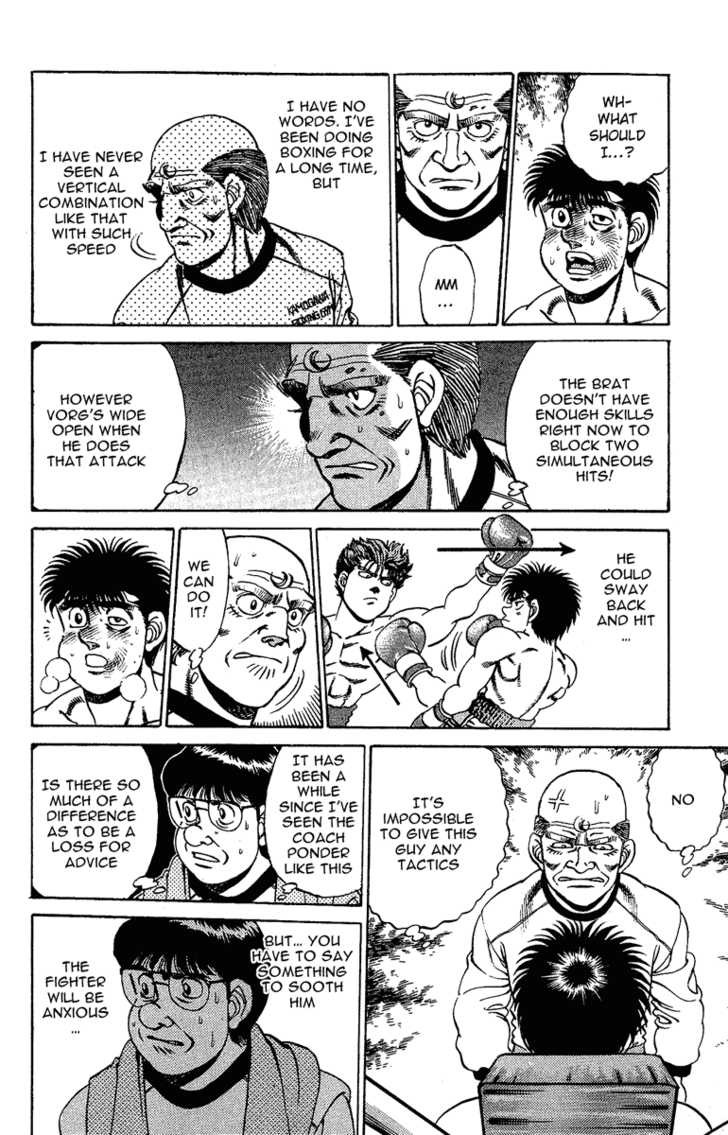 WH-
WHAT
SHOULD
I...?
MM
...
I HAVE NO
WORDS. I'VE
BEEN DOING
BOXING FOR
A LONG TIME,
BUT
I HAVE NEVER
SEEN A
VERTICAL
COMBINATION
LIKE THAT
WITH SUCH
SPEED
KAMOGAWA
BOXING GYM
THE BRAT
DOESN'T HAVE
ENOUGH SKILLS
RIGHT NOW TO
BLOCK TWO
SIMULTANEOUS
HITS!
HOWEVER
VORG'S WIDE
OPEN WHEN
HE DOES
THAT ATTACK
HE
COULD
SWAY
BACK
AND HIT
...
WE
CAN
DO
IT!
NO
IT'S
IMPOSSIBLE
TO GIVE THIS
GUY ANY
TACTICS
IT HAS
BEEN A
WHILE
SINCE I'VE
SEEN THE
COACH
PONDER
LIKE THIS
IS THERE SO
MUCH OF A
DIFFERENCE
AS TO BE A
LOSS FOR
ADVICE
BUT... YOU
HAVE TO SAY
SOMETHING
TO SOOTH
HIM
THE
FIGHTER
WILL BE
ANXIOUS
...